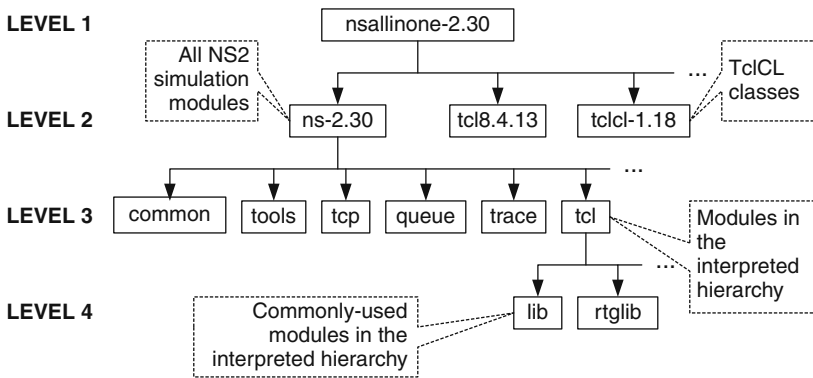 LEVEL 1
nsallinone-2.30
All NS2
simulation
modules
...
TclCL
classes
LEVEL 2
ns-2.30
tcl8.4.13
tclcl-1.18
...
LEVEL 3
common
tools
tcp
queue
trace
tcl
Modules in
the
interpreted
hierarchy
...
LEVEL 4
Commonly-used
modules in the
interpreted hierarchy
lib
rtglib